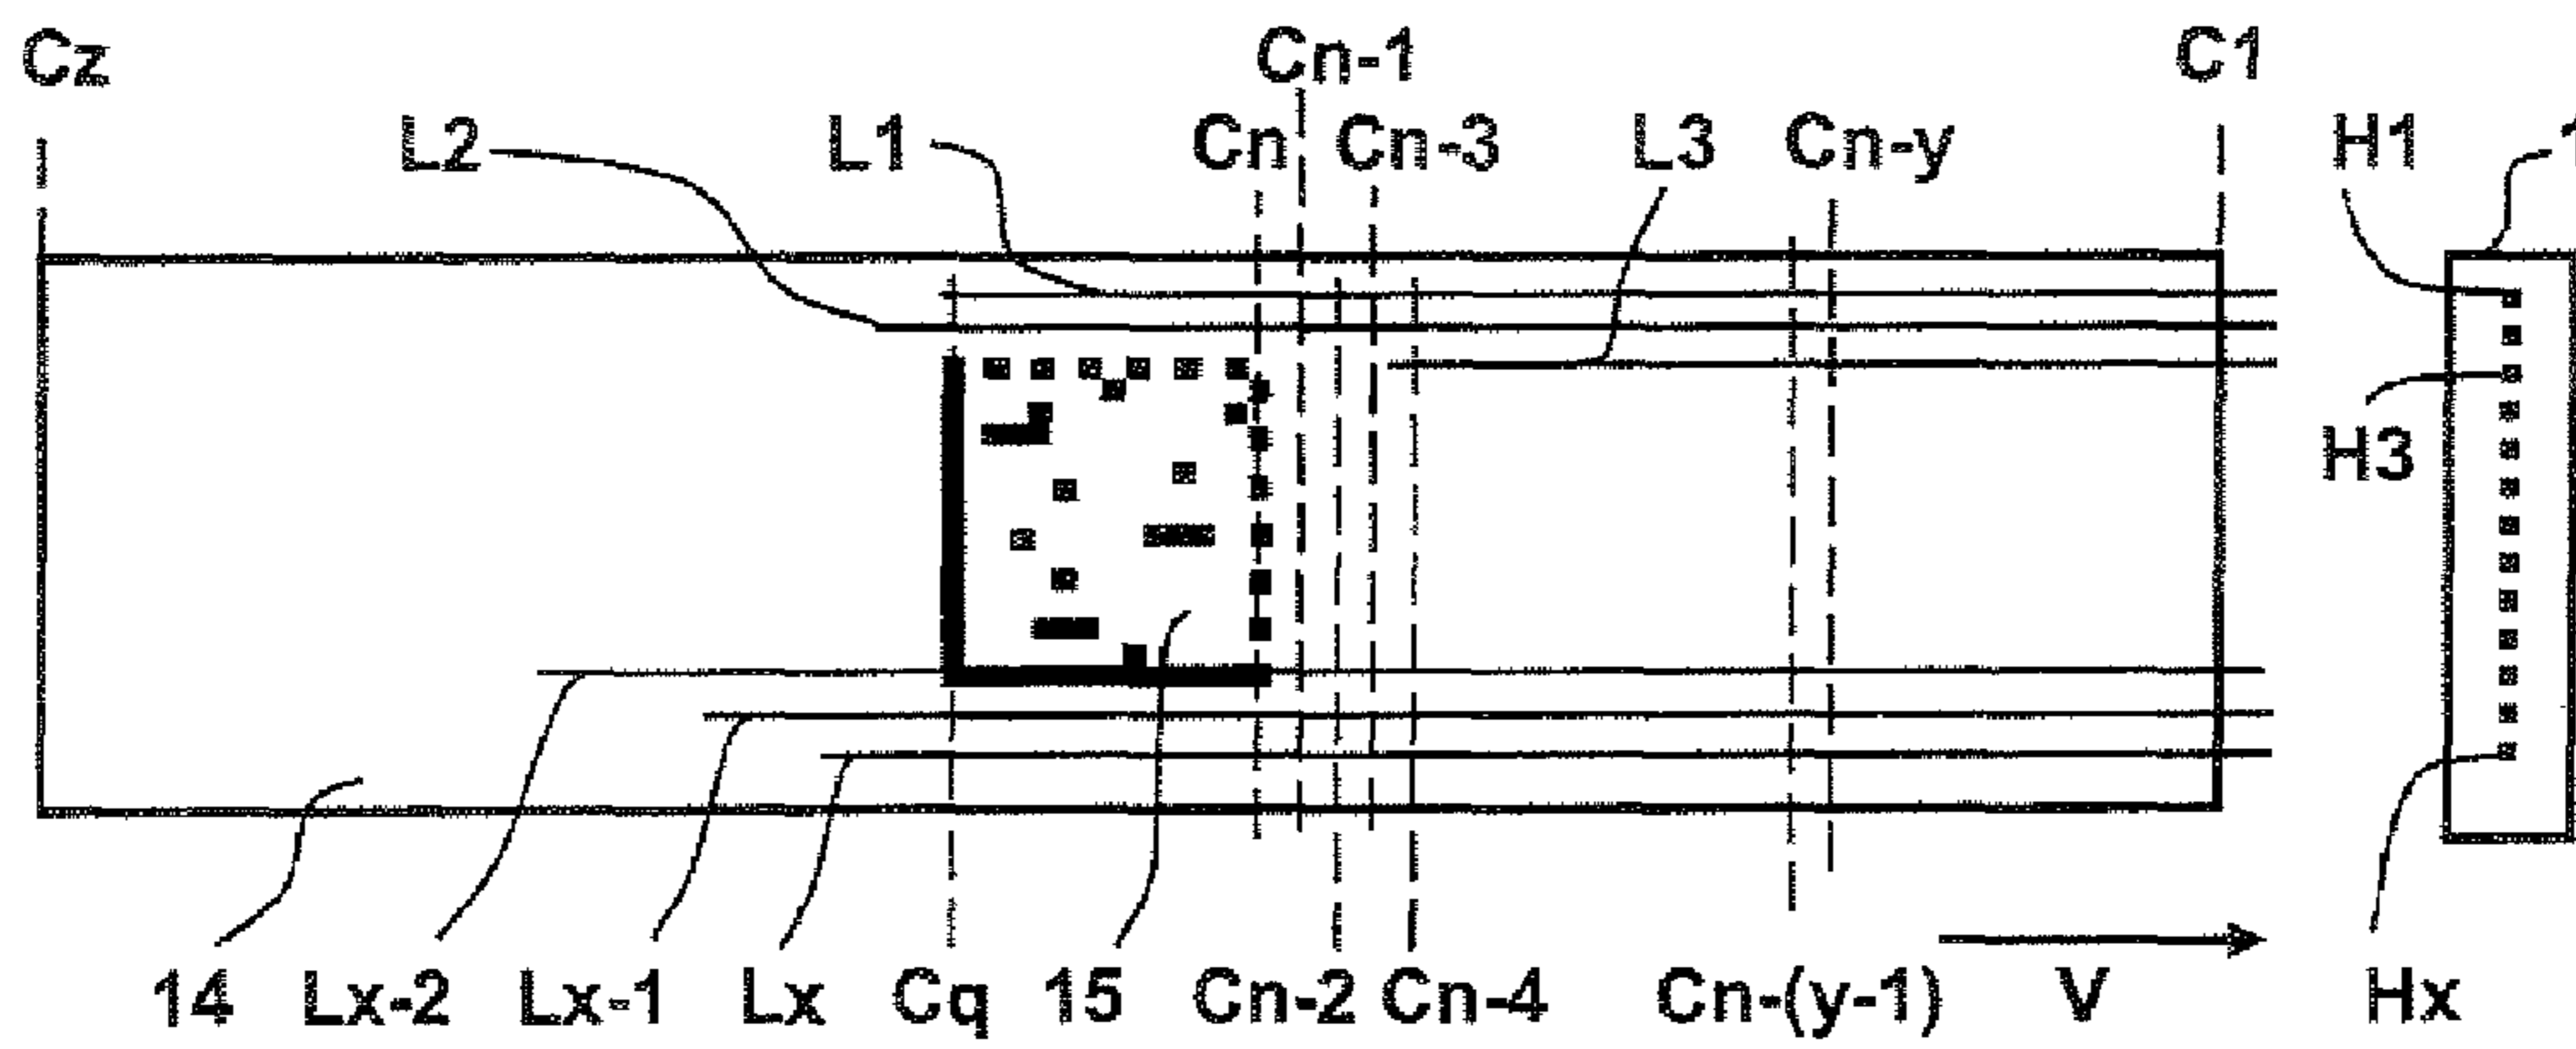 Cz Cn-1 C1
L2 L1 Cn Cn-3 L3 Cn-y H1 1
H3
14 Lx-2 Lx-1 Lx Cq 15 Cn-2 Cn-4 Cn-(y-1) V Hx